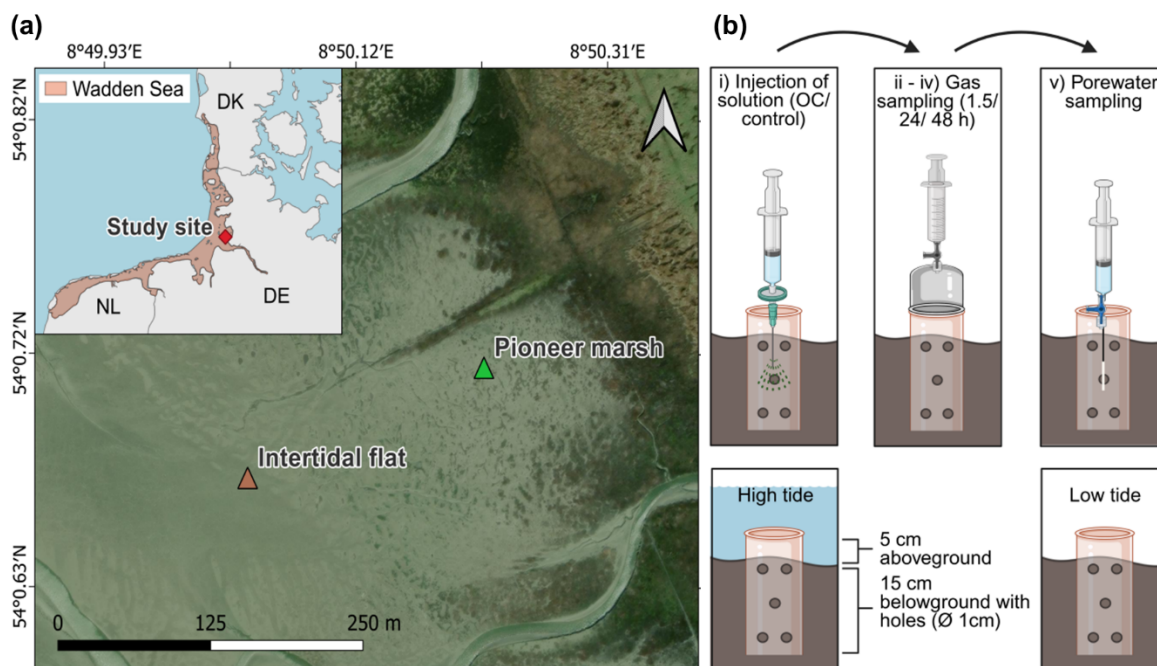 (a)
8°49.93'E 8°50.12'E 8°50.31'E
54°0.82'N
54°0.72'N
54°0.63'N
Wadden Sea
DK
Study site
NL
DE
Pioneer marsh
Intertidal flat
0 125 250 m
(b)
i) Injection of
solution (OC/
control)
ii - iv) Gas
sampling (1.5/
24/ 48 h)
v) Porewater
sampling
High tide
5 cm
aboveground
15 cm
belowground with
holes (Ø 1cm)
Low tide